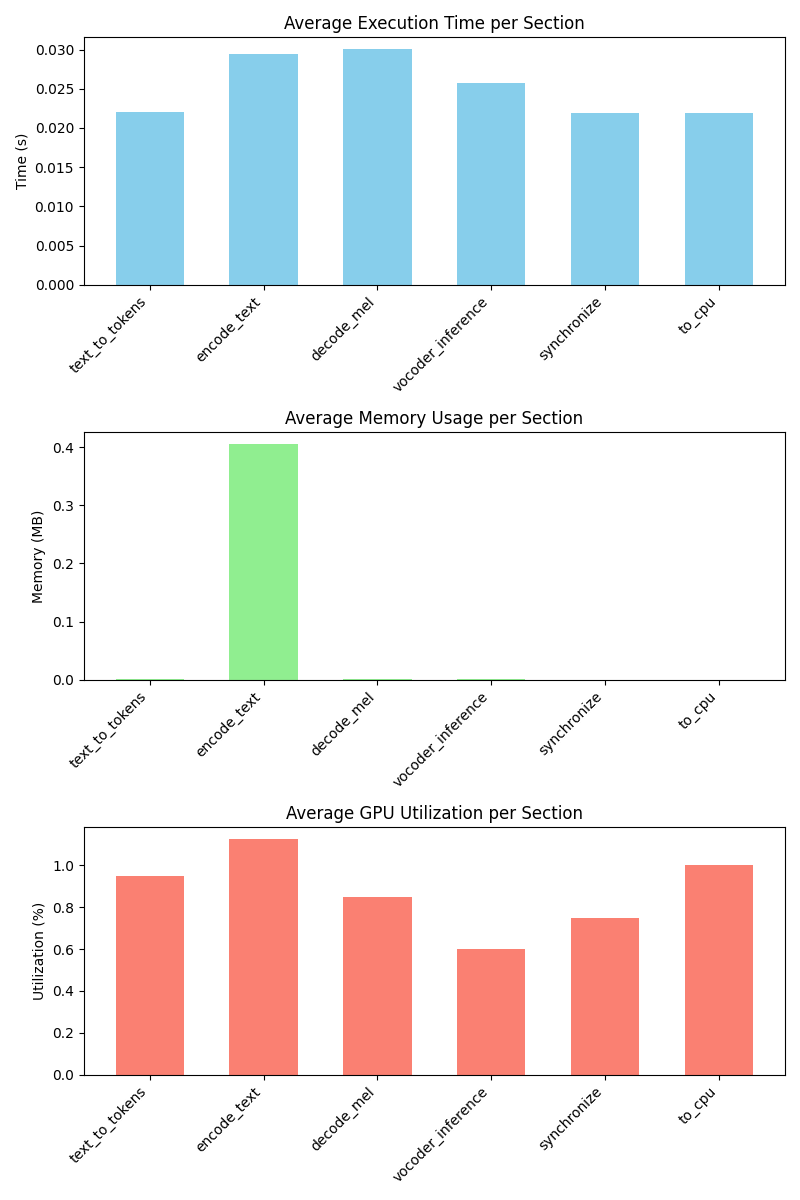 Average Execution Time per Section
Time (s)
0.030
0.025
0.020
0.015
0.010
0.005
0.000
text_to_tokens
encode_text
decode_mel
vocoder_inference
synchronize
to_cpu
Average Memory Usage per Section
Memory (MB)
0.4
0.3
0.2
0.1
0.0
text_to_tokens
encode_text
decode_mel
vocoder_inference
synchronize
to_cpu
Average GPU Utilization per Section
Utilization (%)
1.0
0.8
0.6
0.4
0.2
0.0
text_to_tokens
encode_text
decode_mel
vocoder_inference
synchronize
to_cpu